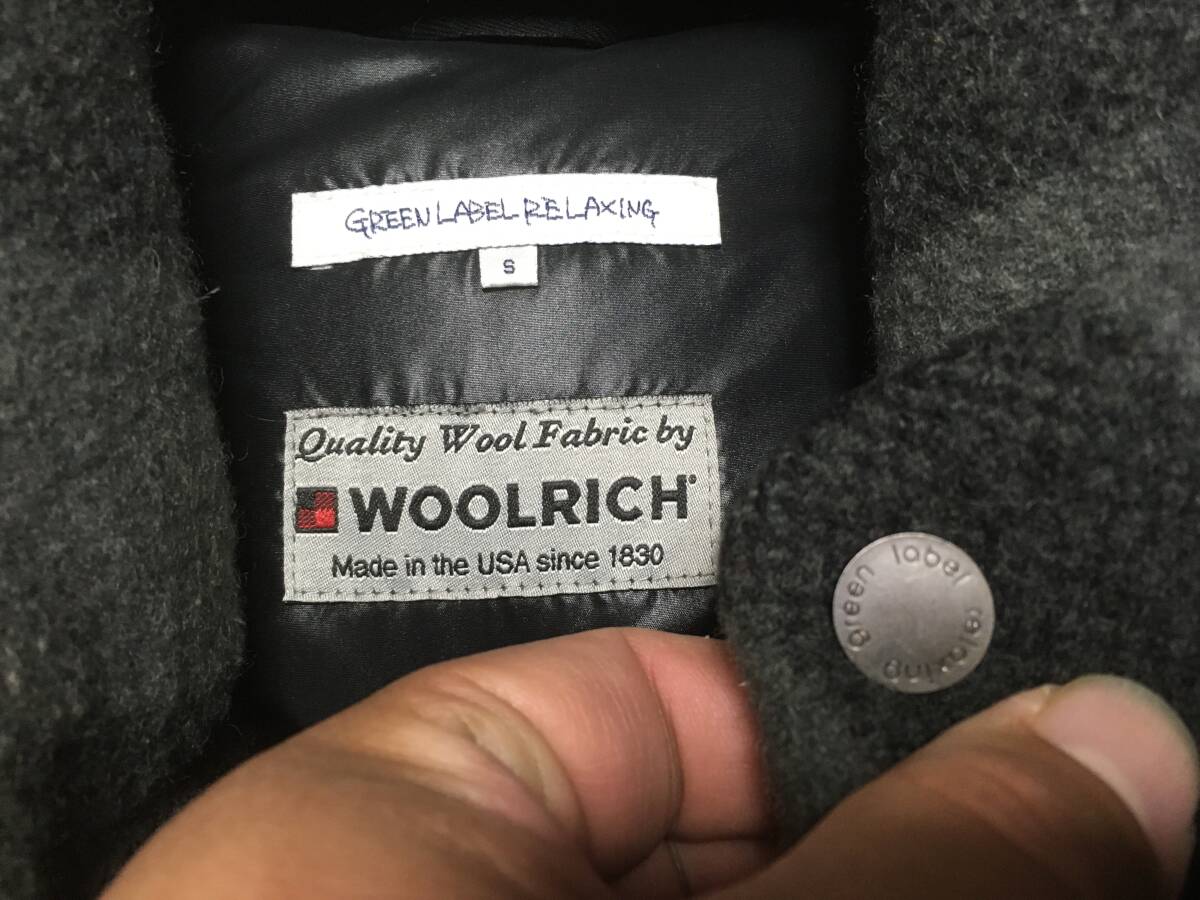 GREEN LABEL RELAXING
S
Quality Wool Fabric by
WOOLRICH®
Made in the USA since 1830
Green label relaxing